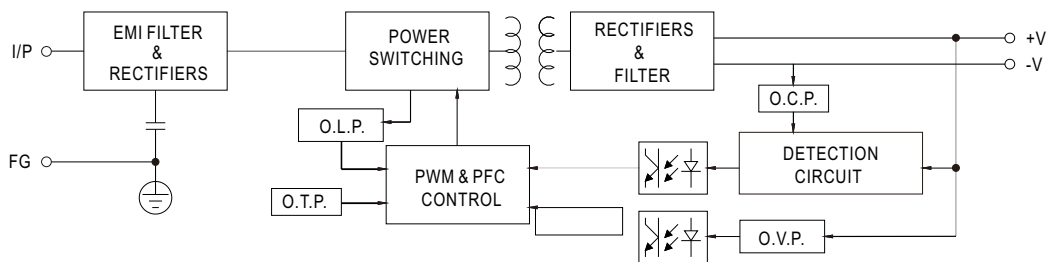 I/P
EMI FILTER
&
RECTIFIERS
POWER
SWITCHING
RECTIFIERS
&
FILTER
+V
-V
O.C.P.
O.L.P.
DETECTION
CIRCUIT
FG
PWM & PFC
CONTROL
O.T.P.
O.V.P.